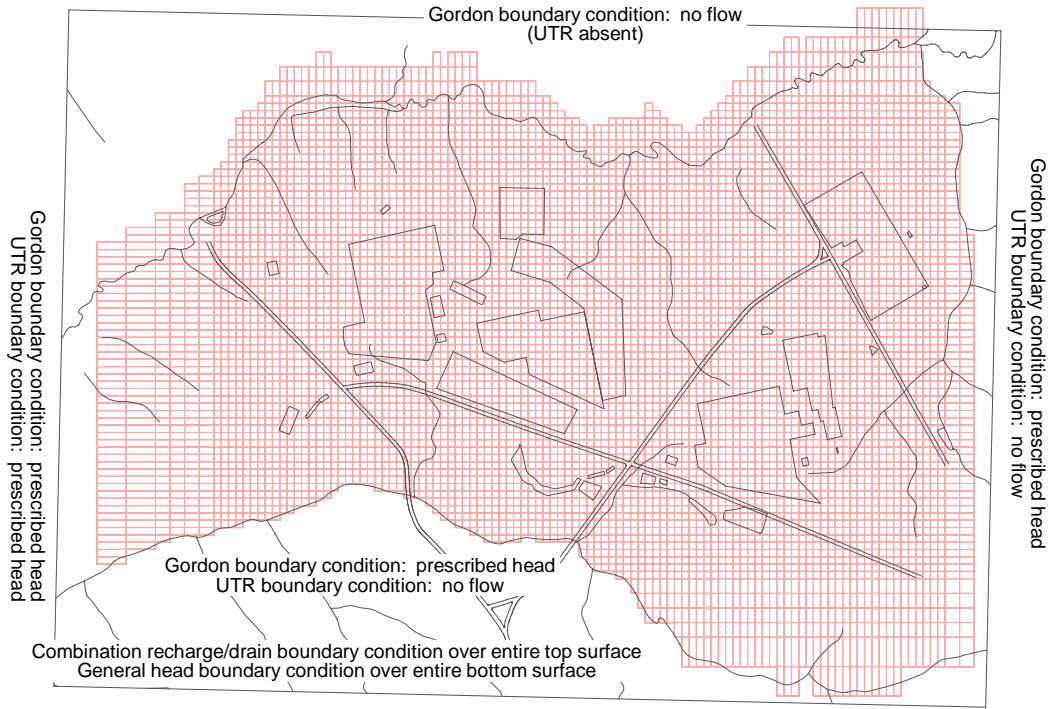 Gordon boundary condition:  no flow
(UTR absent)
Gordon boundary condition:  prescribed head
UTR boundary condition:  prescribed head
Gordon boundary condition:  prescribed head
UTR boundary condition:  no flow
Gordon boundary condition:  prescribed head
UTR boundary condition:  no flow
Combination recharge/drain boundary condition over entire top surface
General head boundary condition over entire bottom surface